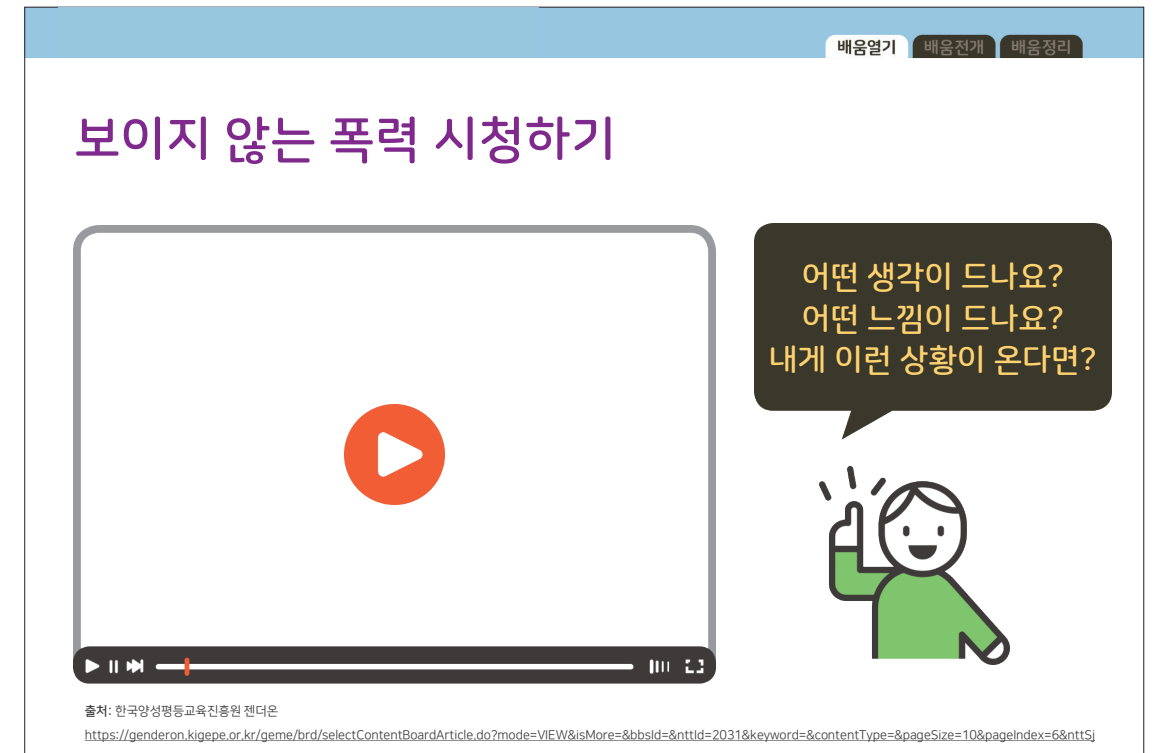 배움열기 배움전개 배움정리
보이지 않는 폭력 시청하기
어떤 생각이 드나요?
어떤 느낌이 드나요?
내게 이런 상황이 온다면?
출처: 한국양성평등교육진흥원 젠더온
https://genderon.kigepe.or.kr/geme/brd/selectContentBoardArticle.do?mode=VIEW&isMore=&bbsId=&nttId=2031&keyword=&contentType=&pageSize=10&pageIndex=6&nttSj